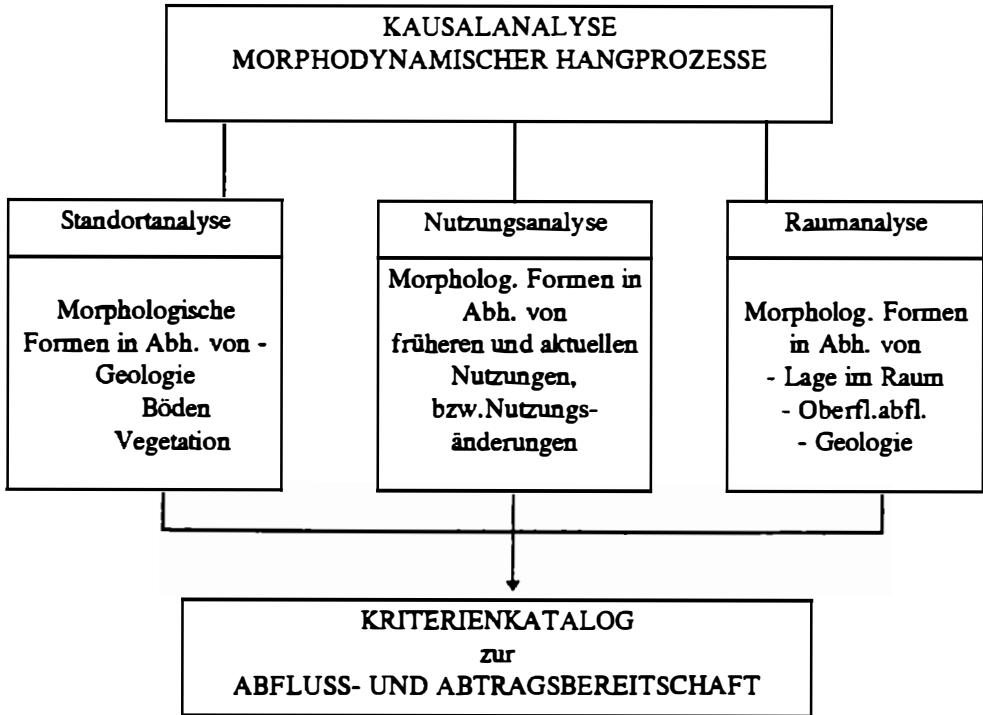 KAUSALANALYSE
MORPHODYNAMISCHER HANGPROZESSE
Standortanalyse
Morphologische
Formen in Abh. von -
Geologie
Böden
Vegetation
Nutzungsanalyse
Morpholog. Formen in
Abh. von
früheren und aktuellen
Nutzungen,
bzw.Nutzungs-
änderungen
Raumanalyse
Morpholog. Formen
in Abh. von
- Lage im Raum
- Oberfl.abfl.
- Geologie
KRITERIENKATALOG
zur
ABFLUSS- UND ABTRAGSBEREITSCHAFT